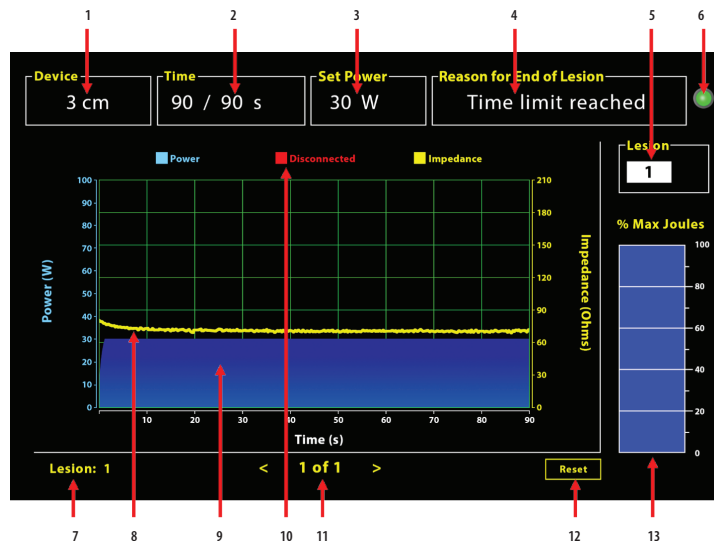 1 2 3 4 5 6
Device Time Set Power Reason for End of Lesion
3 cm 90 / 90 s 30 W Time limit reached
Lesion
1
Power Disconnected Impedance
% Max Joules
Power (W)
100
90
80
70
60
50
40
30
20
10
0
210
180
150
120
90
60
30
0
Impedance (Ohms)
100
80
60
40
20
0
10 20 30 40 50 60 70 80 90
Time (s)
Lesion: 1 < 1 of 1 > Reset
7 8 9 10 11 12 13